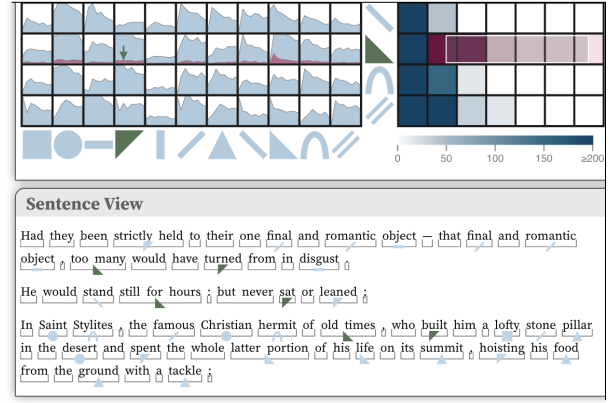 0 50 100 150 ≥200
Sentence View
Had they been strictly held to their one final and romantic object — that final and romantic
object , too many would have turned from in disgust .
He would stand still for hours ; but never sat or leaned ;
In Saint Stylites , the famous Christian hermit of old times , who built him a lofty stone pillar
in the desert and spent the whole latter portion of his life on its summit , hoisting his food
from the ground with a tackle ;